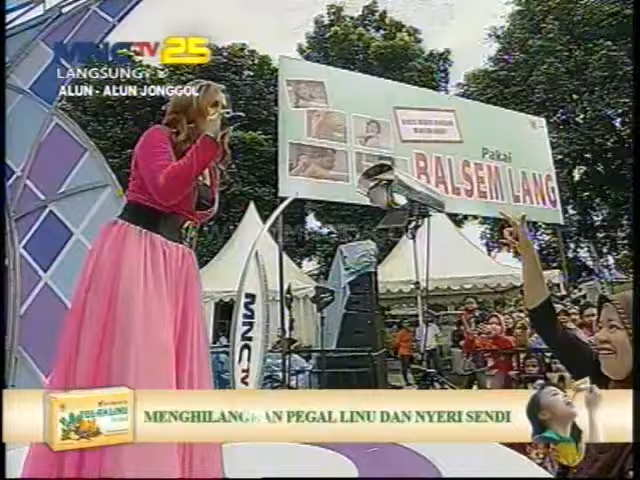 MNCTV 25
LANGSUNG
ALUN - ALUN JONGGOL
Pakai
BALSEM LANG
MNCTV
MENGHILANGKAN PEGAL LINU DAN NYERI SENDI